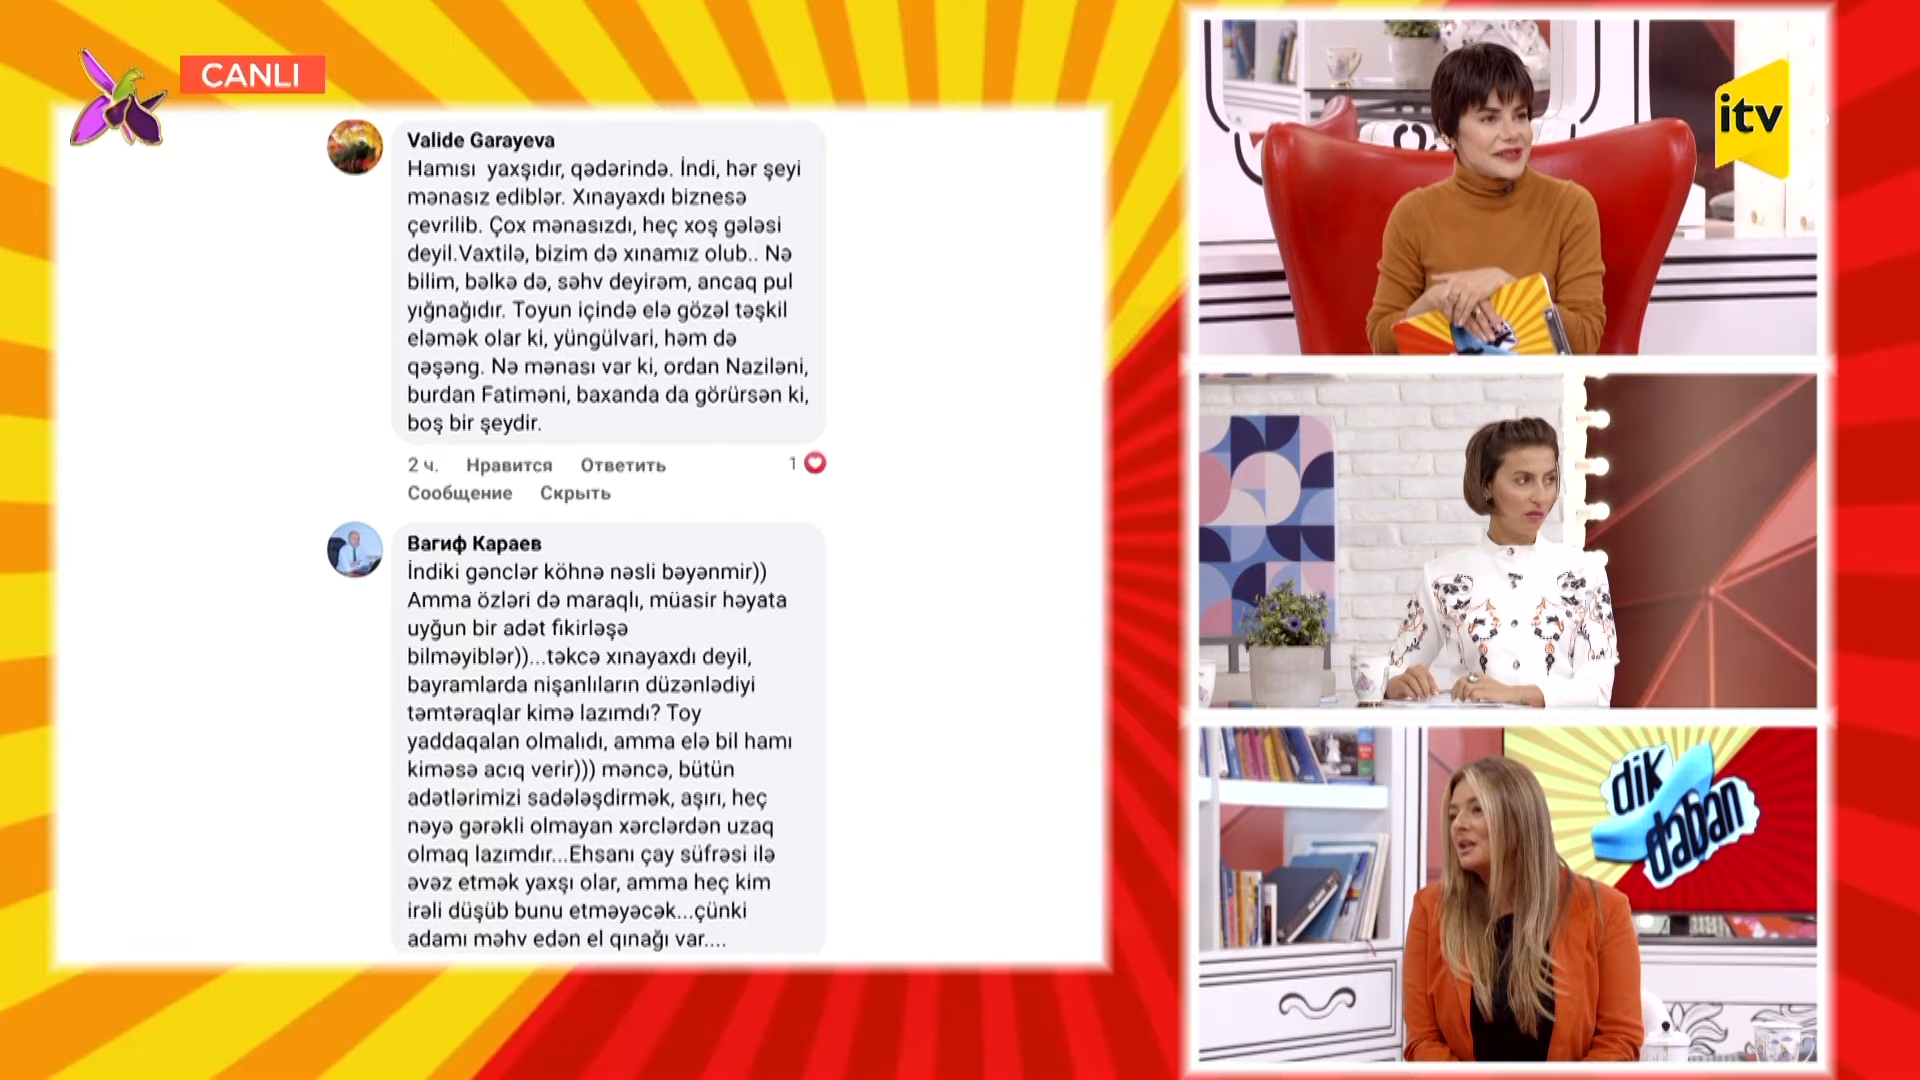 CANLI
Valide Garayeva
Hamısı yaxşıdır, qədərində. İndi, hər şeyi
mənasız ediblər. Xınayaxdı biznesə
çevrilib. Çox mənasızdı, heç xoş gələsi
deyil.Vaxtilə, bizim də xınamız olub.. Nə
bilim, bəlkə də, səhv deyirəm, ancaq pul
yığnağıdır. Toyun içində elə gözəl təşkil
eləmək olar ki, yüngülvari, həm də
qəşəng. Nə mənası var ki, ordan Naziləni,
burdan Fatiməni, baxanda da görürsən ki,
boş bir şeydir.
2 ч. Нравится Ответить 1
Сообщение Скрыть
Вагиф Караев
İndiki gənclər köhnə nəsli bəyənmir))
Amma özləri də maraqlı, müasir həyata
uyğun bir adət fikirləşə
bilməyiblər))...təkcə xınayaxdı deyil,
bayramlarda nişanlıların düzənlədiyi
təmtəraqlar kimə lazımdı? Toy
yaddaqalan olmalıdı, amma elə bil hamı
kiməsə acıq verir))) məncə, bütün
adətlərimizi sadələşdirmək, aşırı, heç
nəyə gərəkli olmayan xərclərdən uzaq
olmaq lazımdır...Ehsanı çay süfrəsi ilə
əvəz etmək yaxşı olar, amma heç kim
irəli düşüb bunu etməyəcək...çünki
adamı məhv edən el qınağı var....
itv
dik
daban